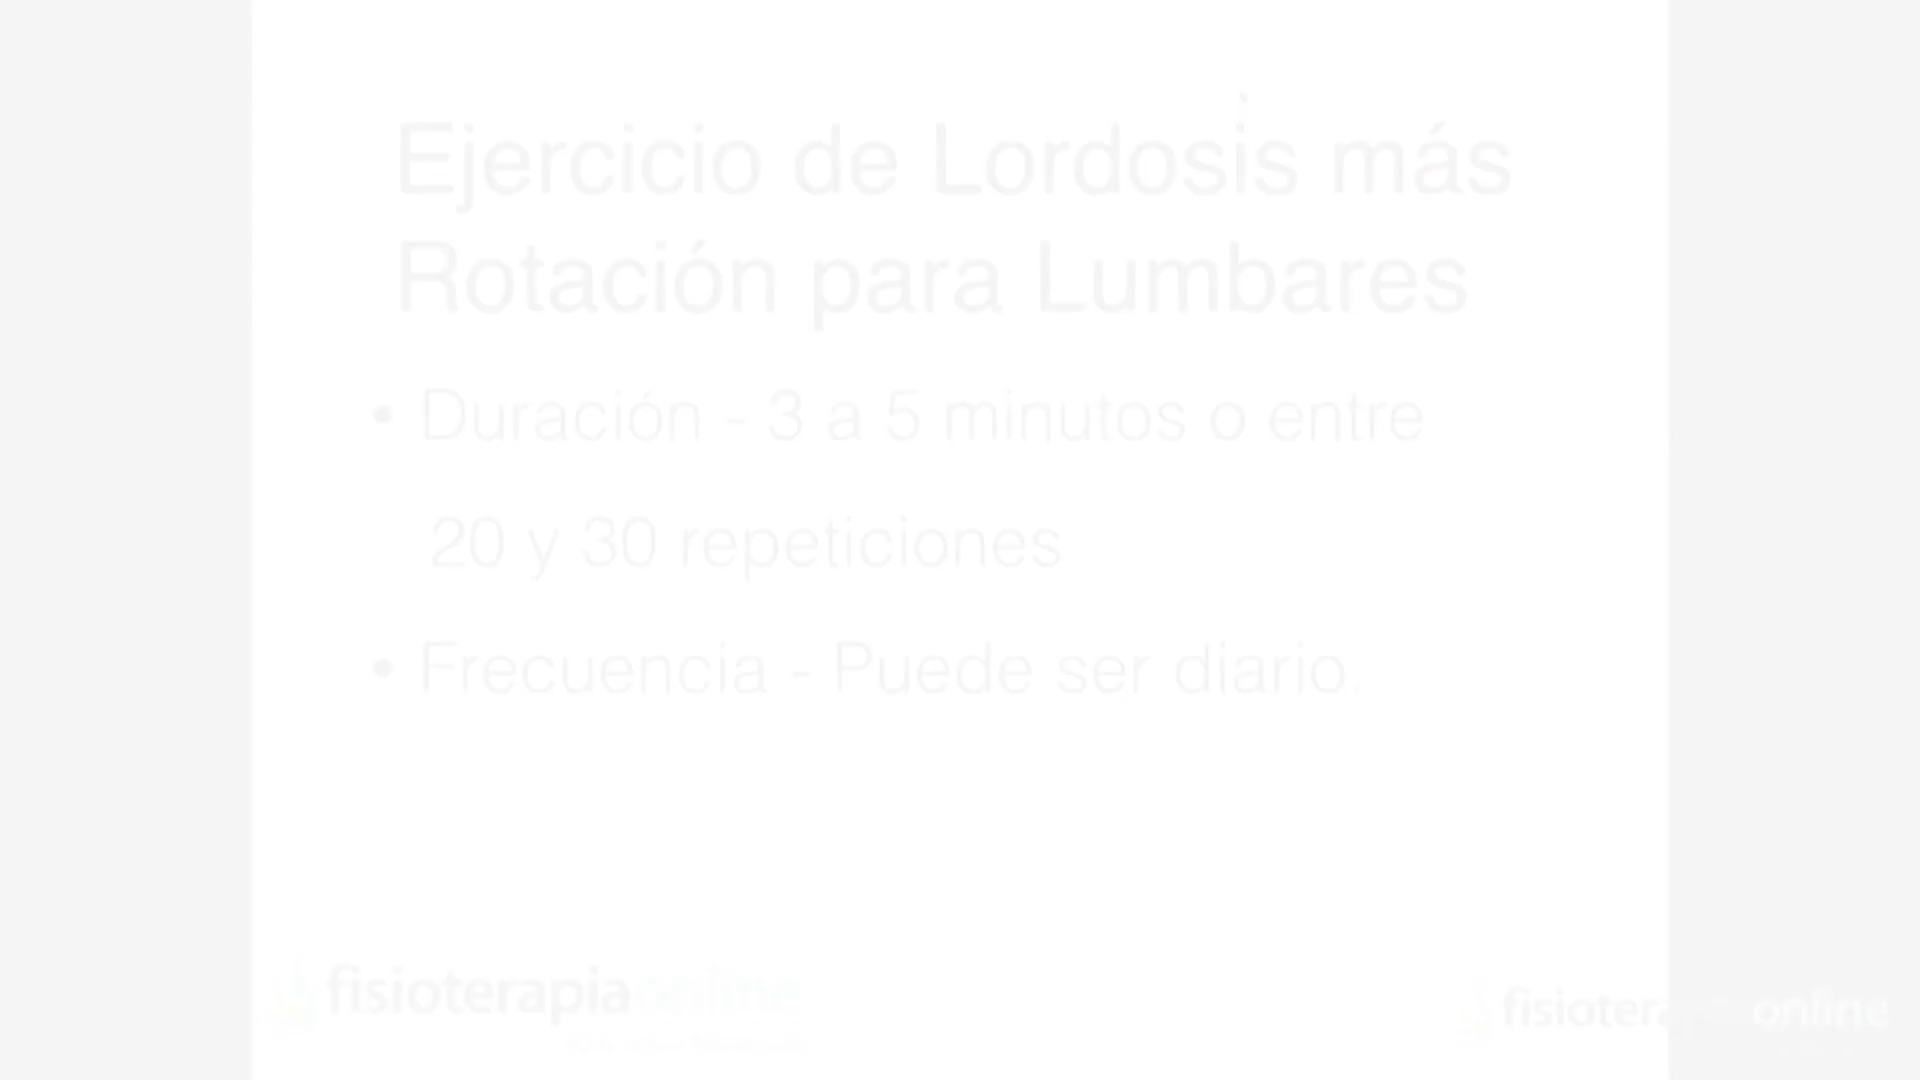 Ejercicio de Lordosis más
Rotación para Lumbares
• Duración - 3 a 5 minutos o entre
20 y 30 repeticiones
• Frecuencia - Puede ser diario.
fisioterapiaonline
fisioterapiaonline